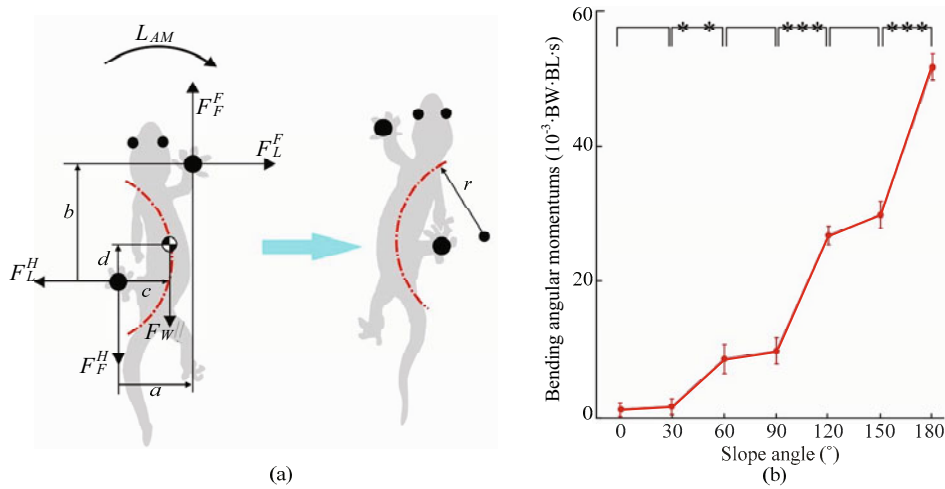 L_AM
F_F^F
F_L^F
b
r
d
F_L^H
c
F_W
F_F^H
a
(a)
** *** ***
Bending angular momentums (10⁻³·BW·BL·s)
60
40
20
0
0 30 60 90 120 150 180
Slope angle (°)
(b)